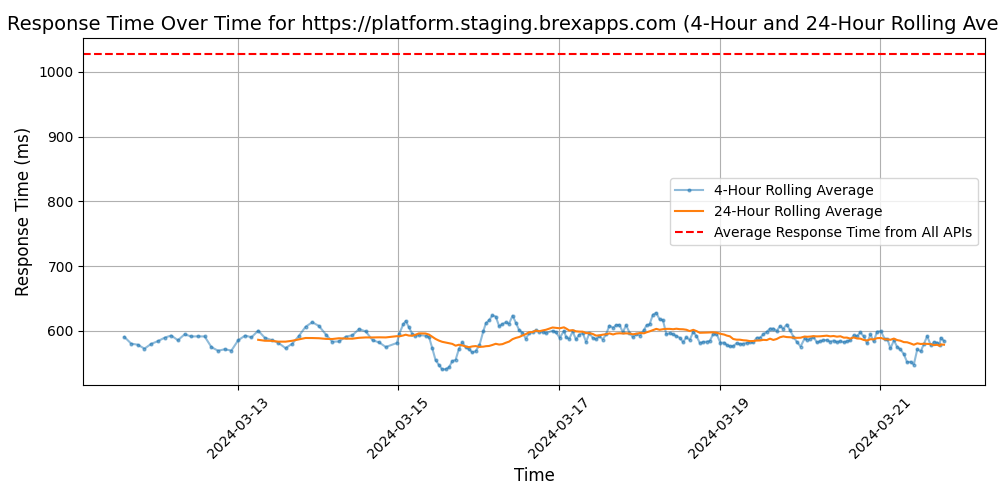 Response Time Over Time for https://platform.staging.brexapps.com (4-Hour and 24-Hour Rolling Ave
Response Time (ms)
1000
900
800
700
600
4-Hour Rolling Average
24-Hour Rolling Average
Average Response Time from All APIs
2024-03-13
2024-03-15
2024-03-17
2024-03-19
2024-03-21
Time